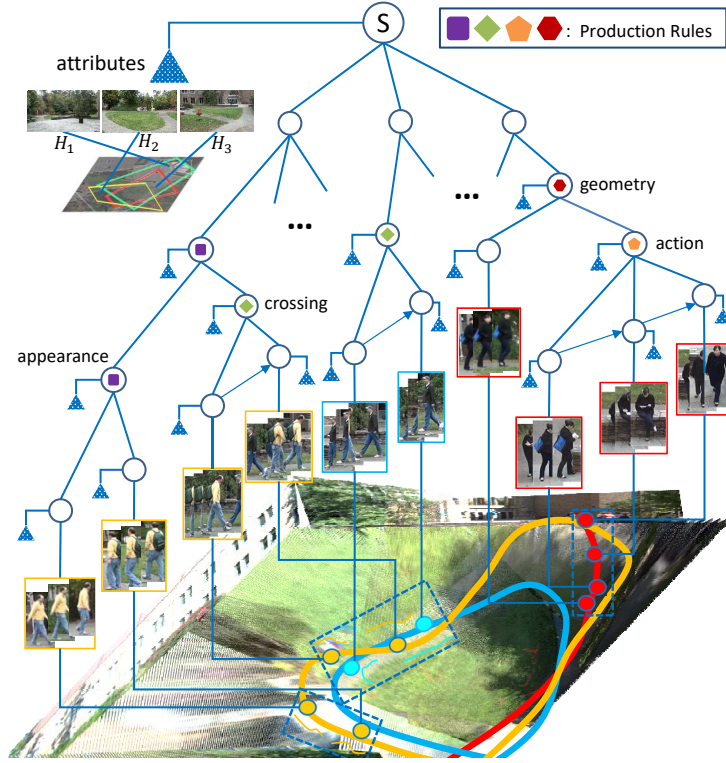 S
: Production Rules
attributes
H1 H2 H3
geometry
... ...
action
crossing
appearance